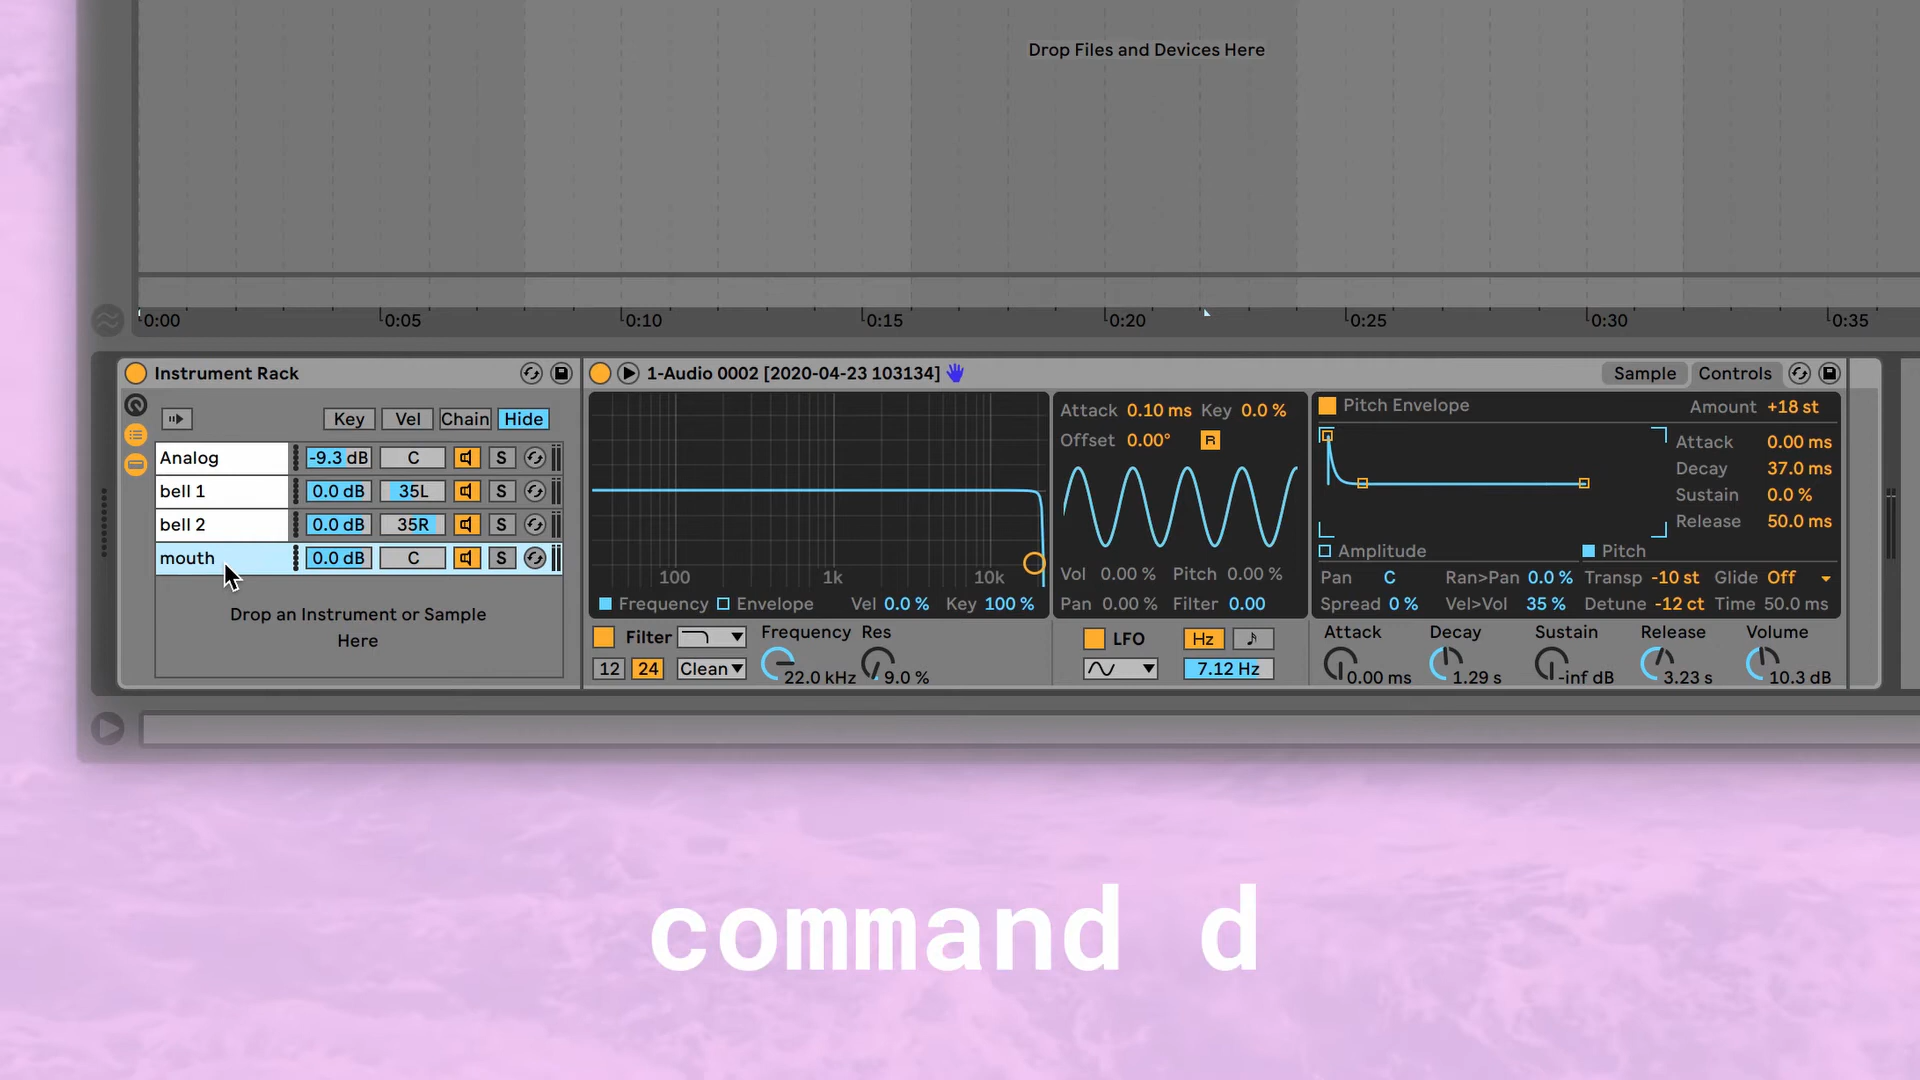 Drop Files and Devices Here
0:00 0:05 0:10 0:15 0:20 0:25 0:30 0:35
Instrument Rack
1-Audio 0002 [2020-04-23 103134]
Sample Controls
Key Vel Chain Hide
Analog -9.3 dB C S
bell 1 0.0 dB 35L S
bell 2 0.0 dB 35R S
mouth 0.0 dB C S
Drop an Instrument or Sample
Here
100 1k 10k
Frequency Envelope Vel 0.0 % Key 100 %
Filter Frequency Res
12 24 Clean 22.0 kHz 9.0 %
Attack 0.10 ms Key 0.0 %
Offset 0.00° R
Vol 0.00 % Pitch 0.00 %
Pan 0.00 % Filter 0.00
LFO Hz
7.12 Hz
Pitch Envelope Amount +18 st
Attack 0.00 ms
Decay 37.0 ms
Sustain 0.0 %
Release 50.0 ms
Amplitude Pitch
Pan C Ran>Pan 0.0 % Transp -10 st Glide Off
Spread 0 % Vel>Vol 35 % Detune -12 ct Time 50.0 ms
Attack Decay Sustain Release Volume
0.00 ms 1.29 s -inf dB 3.23 s 10.3 dB
command d